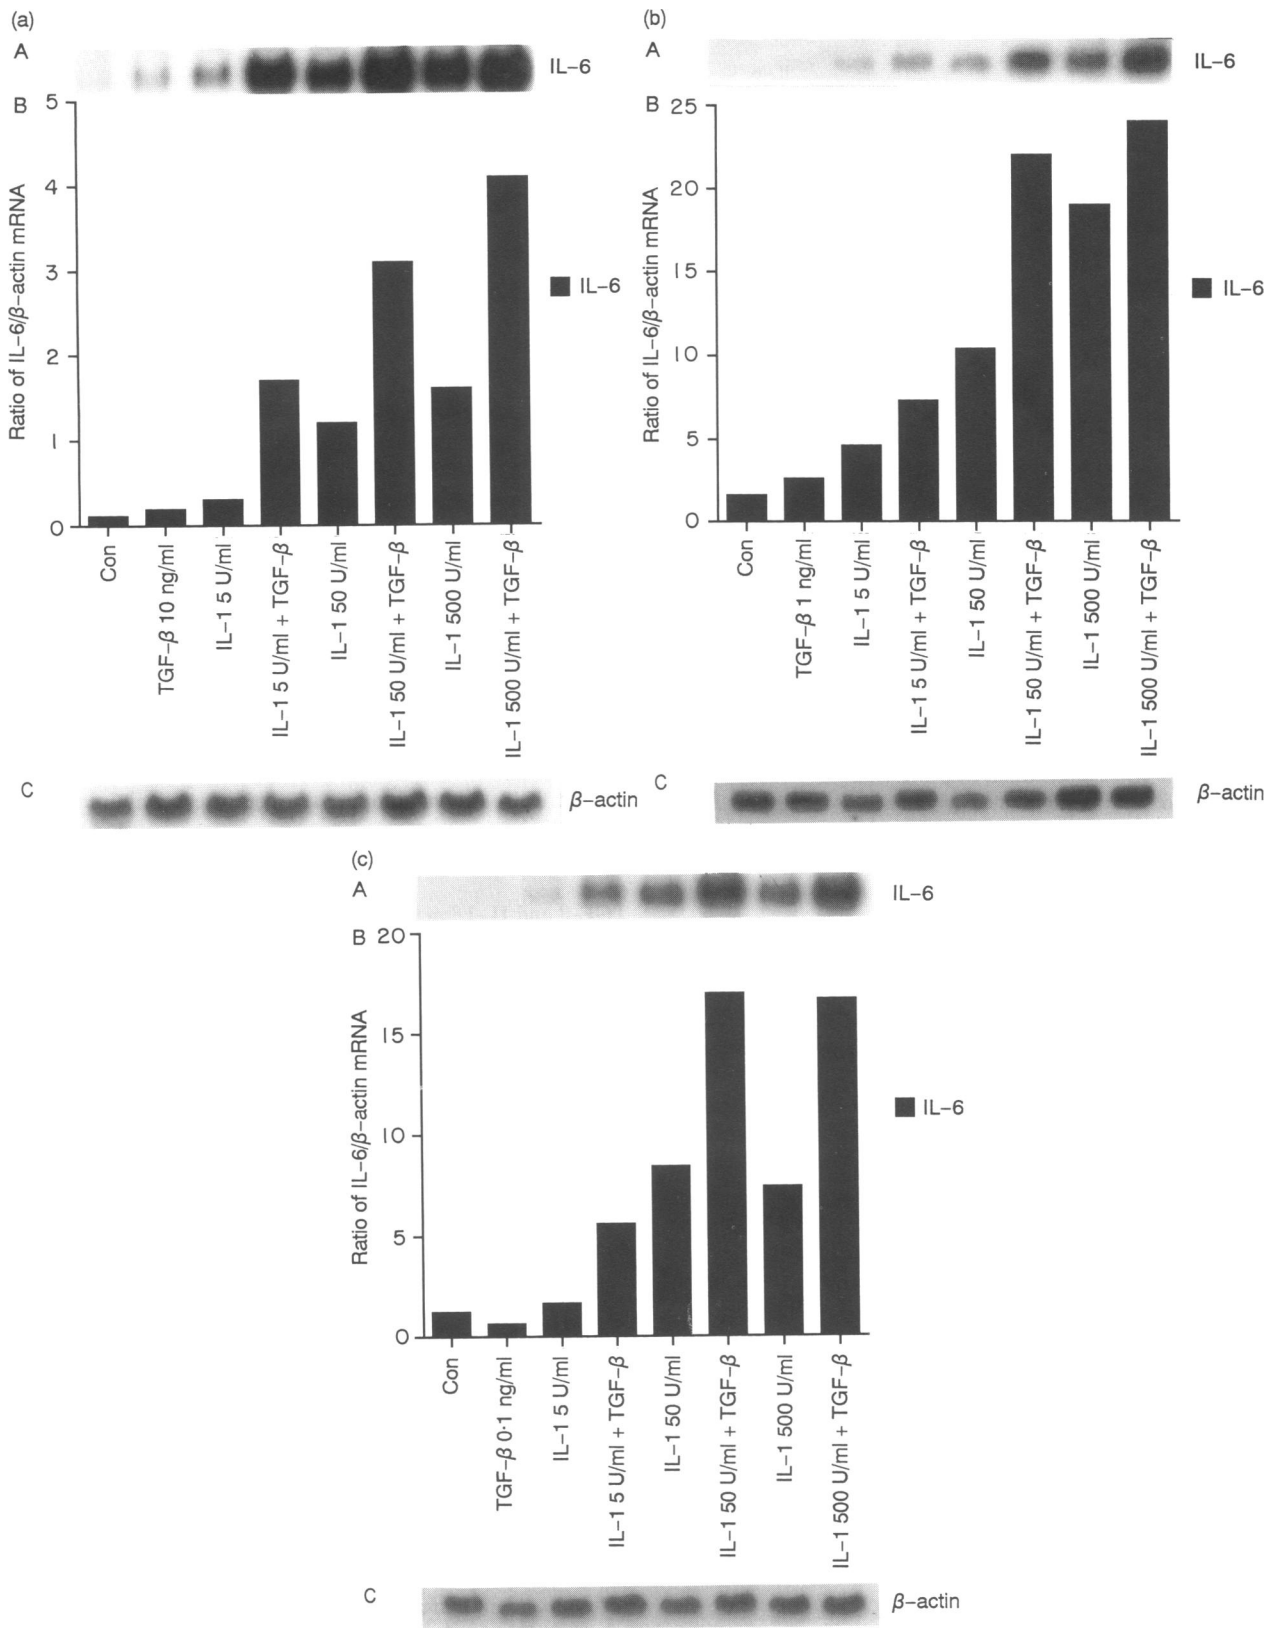 (a)
A
IL-6
B
Ratio of IL-6/β-actin mRNA
5
4
3
2
1
0
IL-6
Con
TGF-β 10 ng/ml
IL-1 5 U/ml
IL-1 5 U/ml + TGF-β
IL-1 50 U/ml
IL-1 50 U/ml + TGF-β
IL-1 500 U/ml
IL-1 500 U/ml + TGF-β
C
β-actin
(b)
A
IL-6
B
Ratio of IL-6/β-actin mRNA
25
20
15
10
5
0
IL-6
Con
TGF-β 1 ng/ml
IL-1 5 U/ml
IL-1 5 U/ml + TGF-β
IL-1 50 U/ml
IL-1 50 U/ml + TGF-β
IL-1 500 U/ml
IL-1 500 U/ml + TGF-β
C
β-actin
(c)
A
IL-6
B
Ratio of IL-6/β-actin mRNA
20
15
10
5
0
IL-6
Con
TGF-β 0·1 ng/ml
IL-1 5 U/ml
IL-1 5 U/ml + TGF-β
IL-1 50 U/ml
IL-1 50 U/ml + TGF-β
IL-1 500 U/ml
IL-1 500 U/ml + TGF-β
C
β-actin